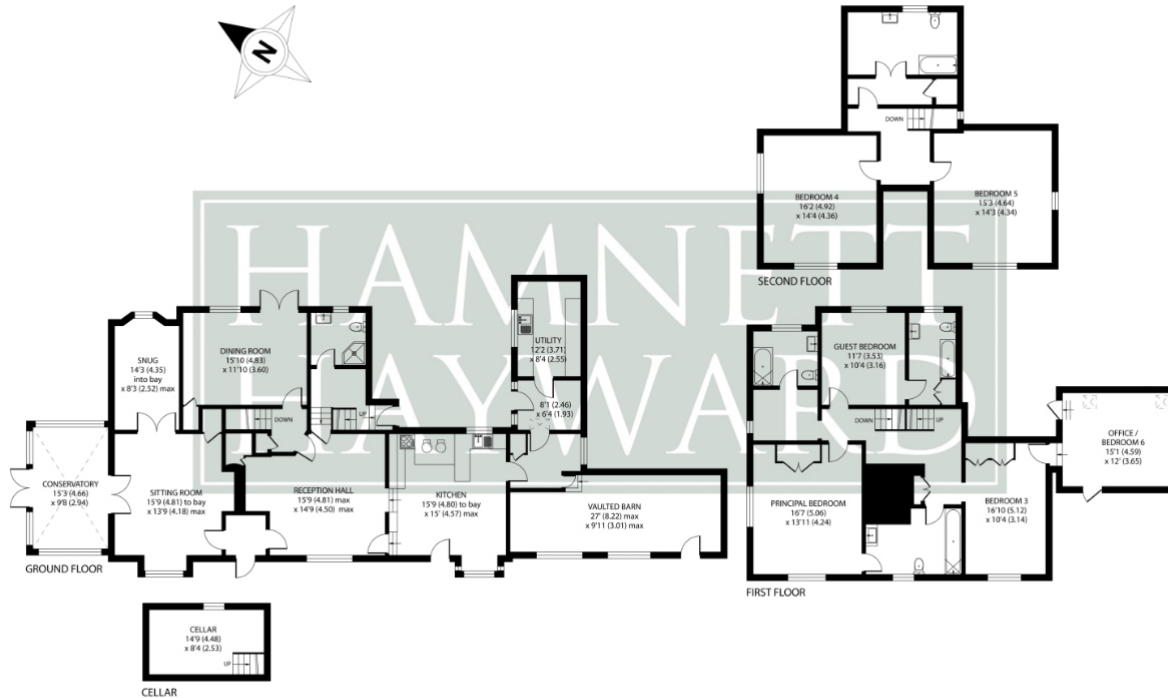 N
DOWN
BEDROOM 4
16'2 (4.92)
x 14'4 (4.36)
BEDROOM 5
15'3 (4.64)
x 14'3 (4.34)
SECOND FLOOR
HAMNETT
HAYWARD
SNUG
14'3 (4.35)
into bay
x 8'3 (2.52) max
DINING ROOM
15'10 (4.83)
x 11'10 (3.60)
UTILITY
12'2 (3.71)
x 8'4 (2.55)
8'1 (2.46)
x 6'4 (1.93)
DOWN
UP
CONSERVATORY
15'3 (4.66)
x 9'8 (2.94)
SITTING ROOM
15'9 (4.81) to bay
x 13'9 (4.18) max
RECEPTION HALL
15'9 (4.81) max
x 14'9 (4.50) max
KITCHEN
15'9 (4.80) to bay
x 15' (4.57) max
VAULTED BARN
27' (8.22) max
x 9'11 (3.01) max
GROUND FLOOR
GUEST BEDROOM
11'7 (3.53)
x 10'4 (3.16)
DOWN
UP
OFFICE /
BEDROOM 6
15'1 (4.59)
x 12' (3.65)
PRINCIPAL BEDROOM
16'7 (5.06)
x 13'11 (4.24)
BEDROOM 3
16'10 (5.12)
x 10'4 (3.14)
FIRST FLOOR
CELLAR
14'9 (4.48)
x 8'4 (2.53)
UP
CELLAR